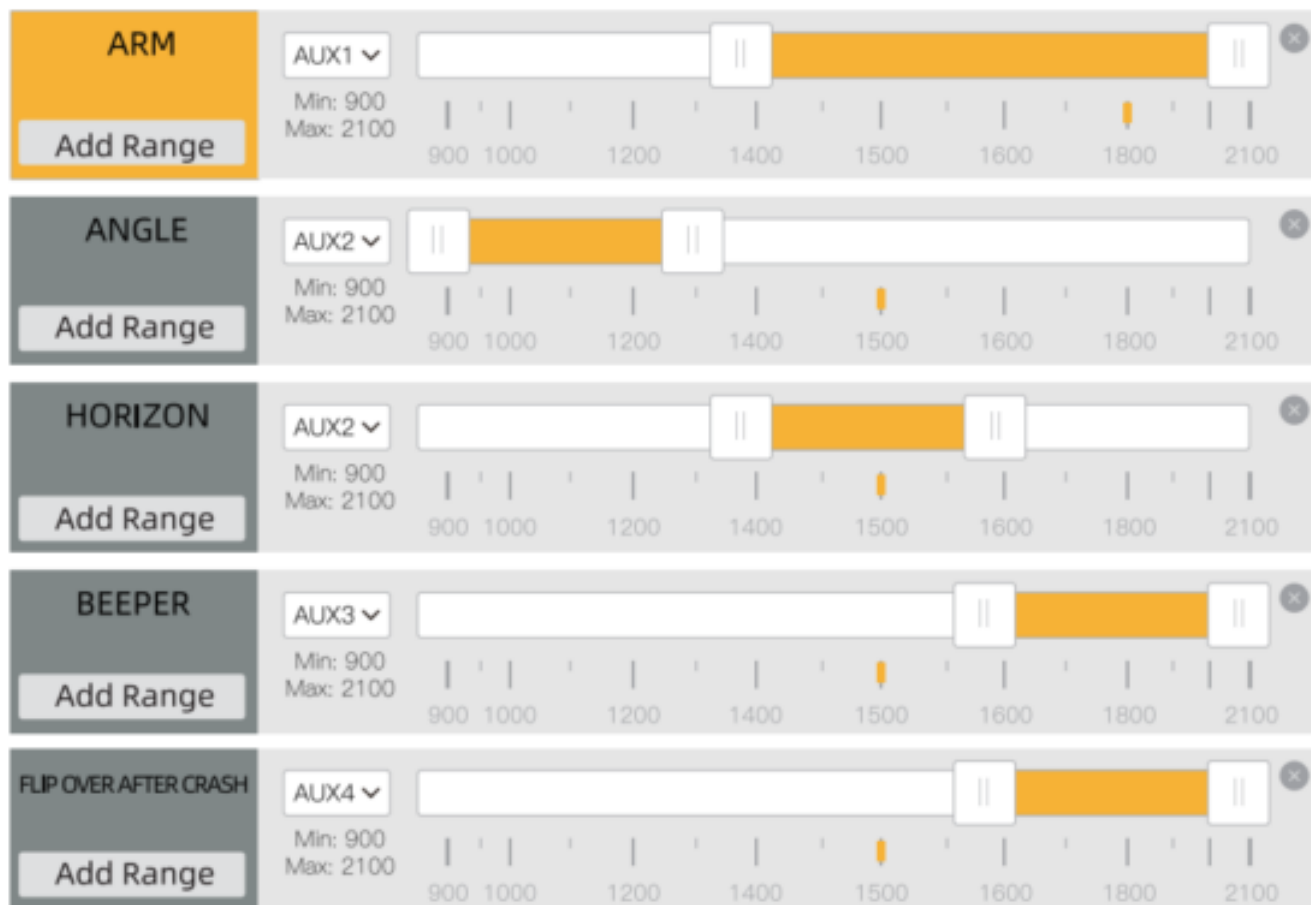 ARM
Add Range
AUX1
Min: 900
Max: 2100
900 1000 1200 1400 1500 1600 1800 2100
ANGLE
Add Range
AUX2
Min: 900
Max: 2100
900 1000 1200 1400 1500 1600 1800 2100
HORIZON
Add Range
AUX2
Min: 900
Max: 2100
900 1000 1200 1400 1500 1600 1800 2100
BEEPER
Add Range
AUX3
Min: 900
Max: 2100
900 1000 1200 1400 1500 1600 1800 2100
FLIP OVER AFTER CRASH
Add Range
AUX4
Min: 900
Max: 2100
900 1000 1200 1400 1500 1600 1800 2100